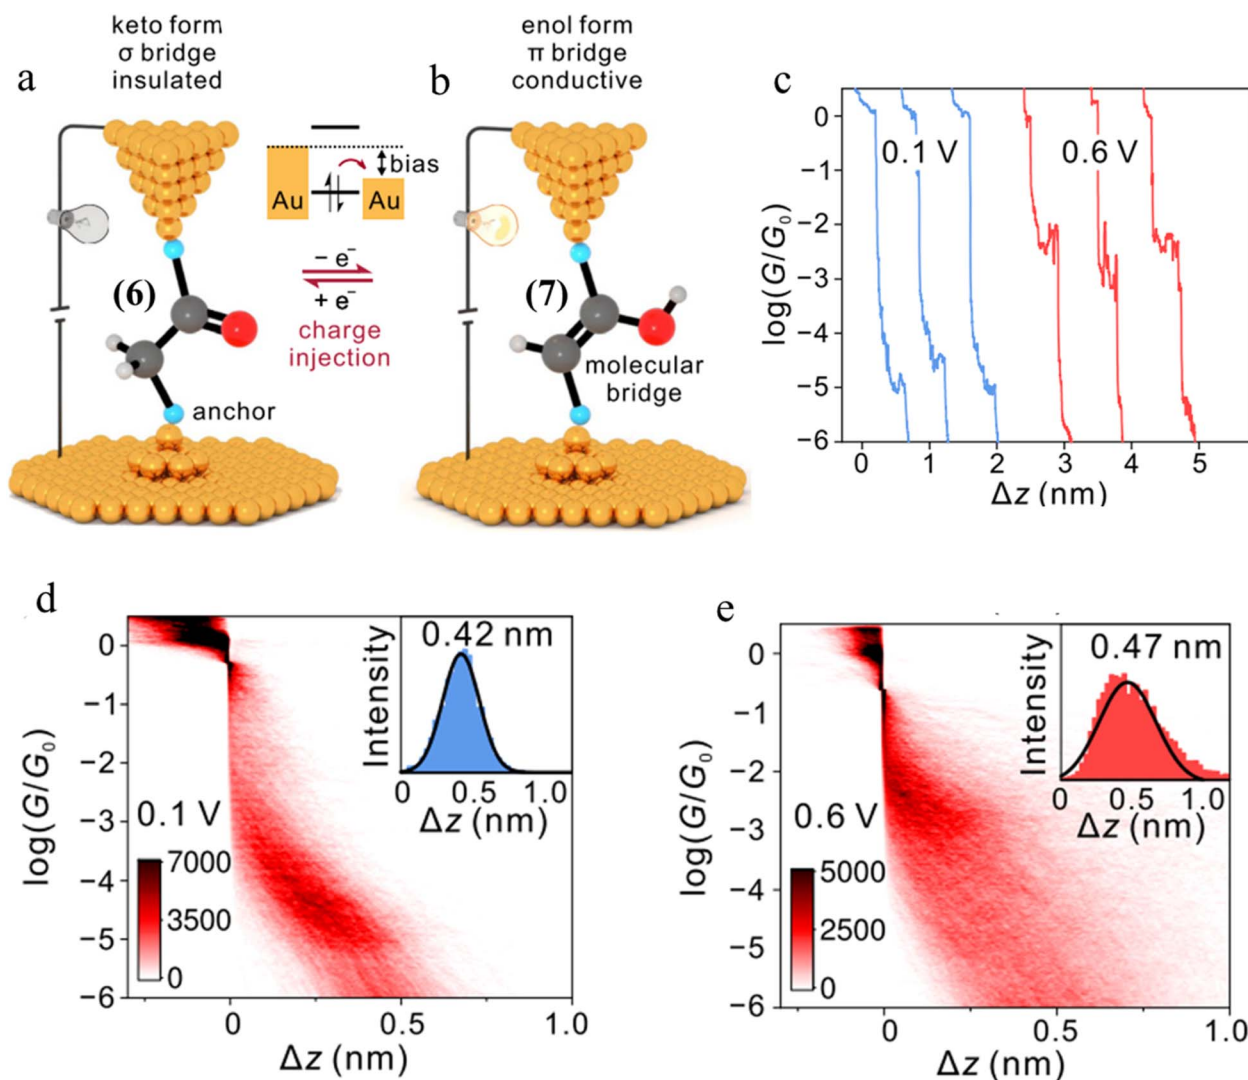 keto form
σ bridge
insulated
enol form
π bridge
conductive
a
b
c
bias
Au
Au
(6)
− e⁻
+ e⁻
charge
injection
(7)
molecular
bridge
anchor
0.1 V
0.6 V
log(G/G₀)
0
−1
−2
−3
−4
−5
−6
0
1
2
3
4
5
Δz (nm)
d
0.42 nm
Intensity
0
0.5
1.0
Δz (nm)
0.1 V
7000
3500
0
log(G/G₀)
0
−1
−2
−3
−4
−5
−6
0
0.5
1.0
Δz (nm)
e
0.47 nm
Intensity
0
0.5
1.0
Δz (nm)
0.6 V
5000
2500
0
log(G/G₀)
0
−1
−2
−3
−4
−5
−6
0
0.5
1.0
Δz (nm)